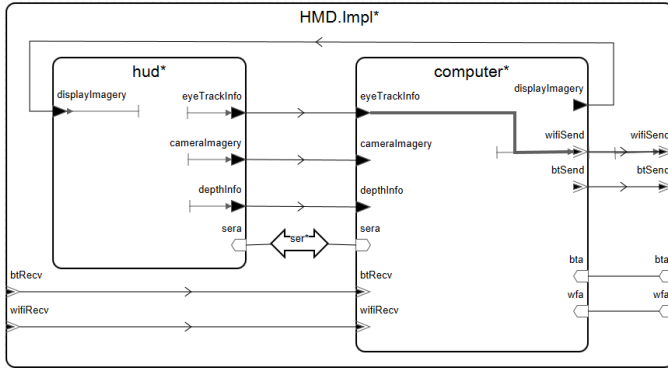 HMD.Impl*
hud*
displayImagery
eyeTrackInfo
cameraImagery
depthInfo
sera
ser*
computer*
eyeTrackInfo
cameraImagery
depthInfo
sera
btRecv
wifiRecv
displayImagery
wifiSend
btSend
bta
wfa
btRecv
wifiRecv
wifiSend
btSend
bta
wfa